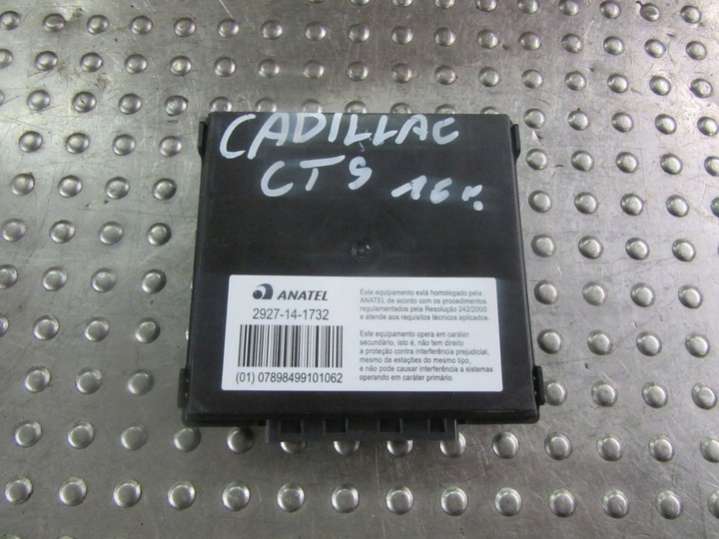 CADILLAC
CTS 16 г.
ANATEL
2927-14-1732
(01) 07898499101062
Este equipamento está homologado pela
ANATEL de acordo com os procedimentos
regulamentados pela Resolução 242/2000
e atende aos requisitos técnicos aplicados.
Este equipamento opera em caráter
secundário, isto é, não tem direito
a proteção contra interferência prejudicial,
mesmo de estações do mesmo tipo,
e não pode causar interferência a sistemas
operando em caráter primário.